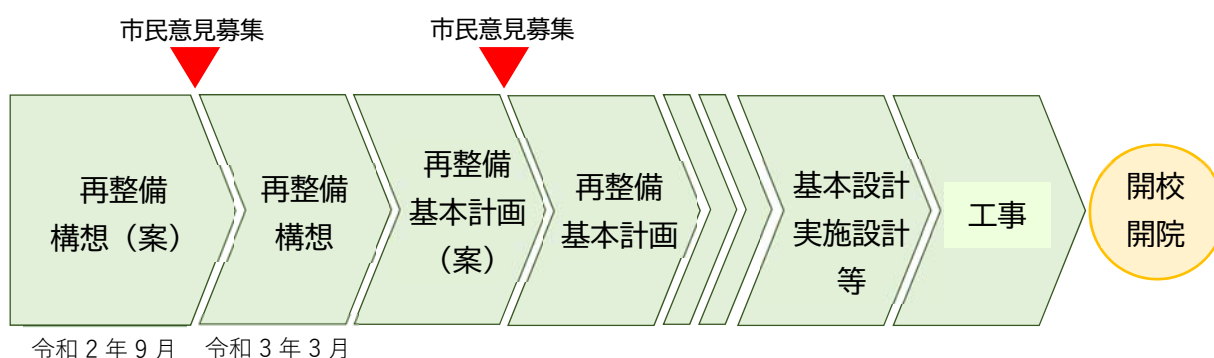 市民意見募集
市民意見募集
再整備
構想（案）
再整備
構想
再整備
基本計画
（案）
再整備
基本計画
基本設計
実施設計
等
工事
開校
開院
令和２年９月
令和３年３月